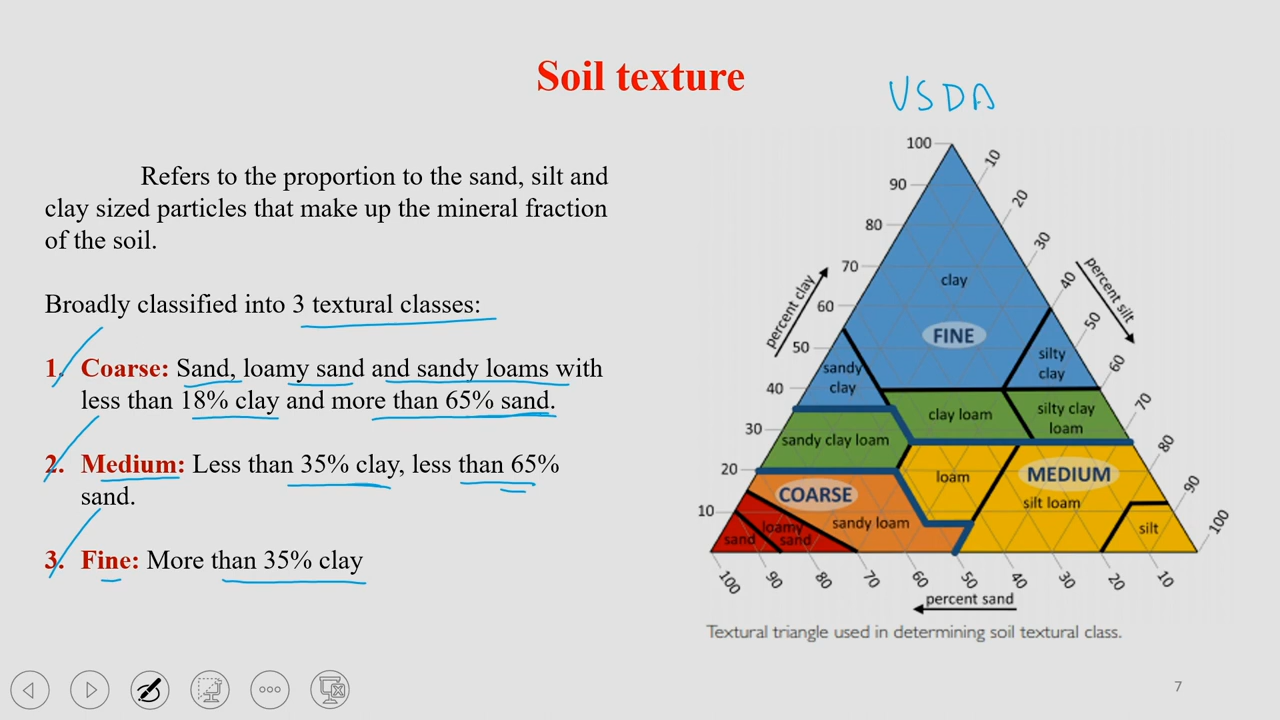 Soil texture
USDA
Refers to the proportion to the sand, silt and
clay sized particles that make up the mineral fraction
of the soil.
Broadly classified into 3 textural classes:
1. Coarse: Sand, loamy sand and sandy loams with
less than 18% clay and more than 65% sand.
2. Medium: Less than 35% clay, less than 65%
sand.
3. Fine: More than 35% clay
100
90
80
70
60
50
40
30
20
10
percent clay
10
20
30
40
50
60
70
80
90
100
percent silt
clay
FINE
sandy
clay
silty
clay
clay loam
silty clay
loam
sandy clay loam
loam
MEDIUM
silt loam
COARSE
sandy loam
silt
sand
loamy
sand
100
90
80
70
60
50
40
30
20
10
percent sand
Textural triangle used in determining soil textural class.
7